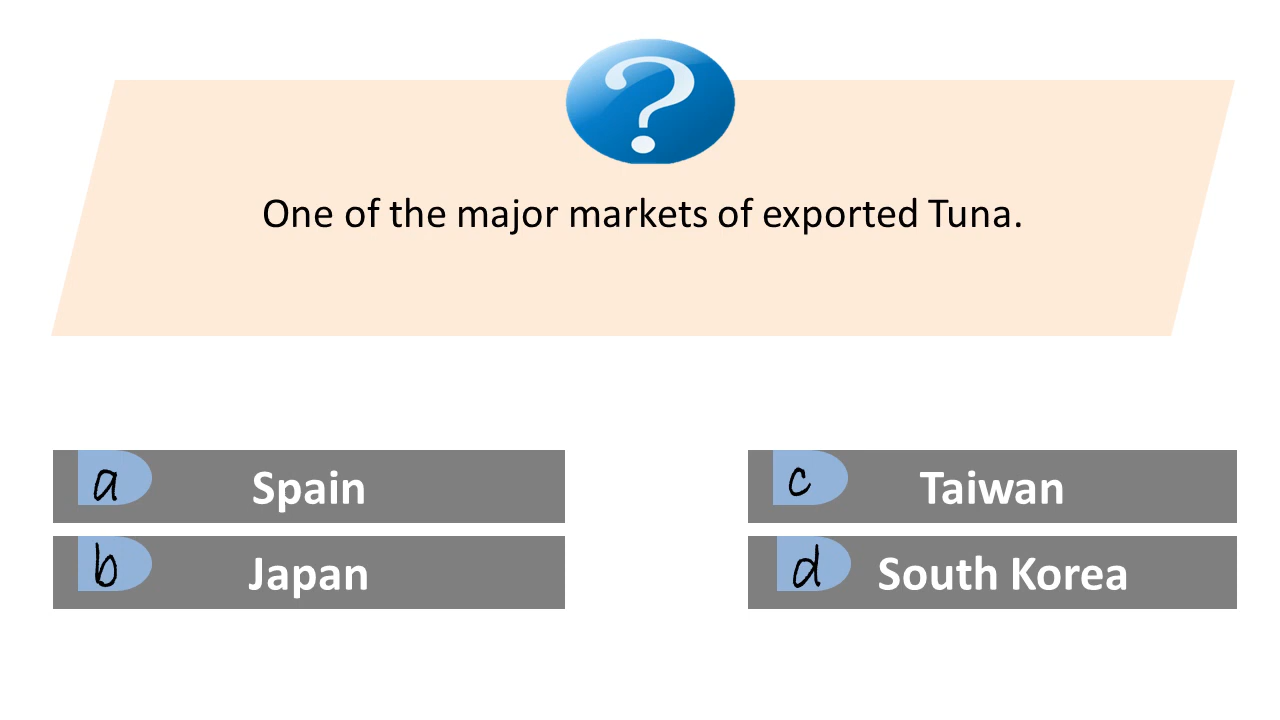 ?
One of the major markets of exported Tuna.
a Spain
b Japan
c Taiwan
d South Korea